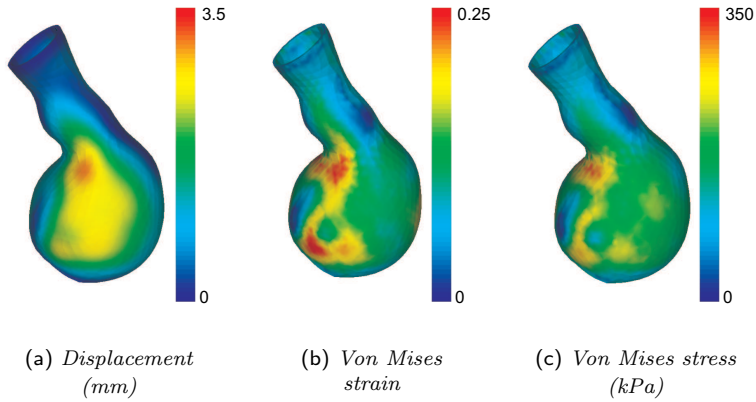 3.5
0
0.25
0
350
0
(a) Displacement
(mm)
(b) Von Mises
strain
(c) Von Mises stress
(kPa)